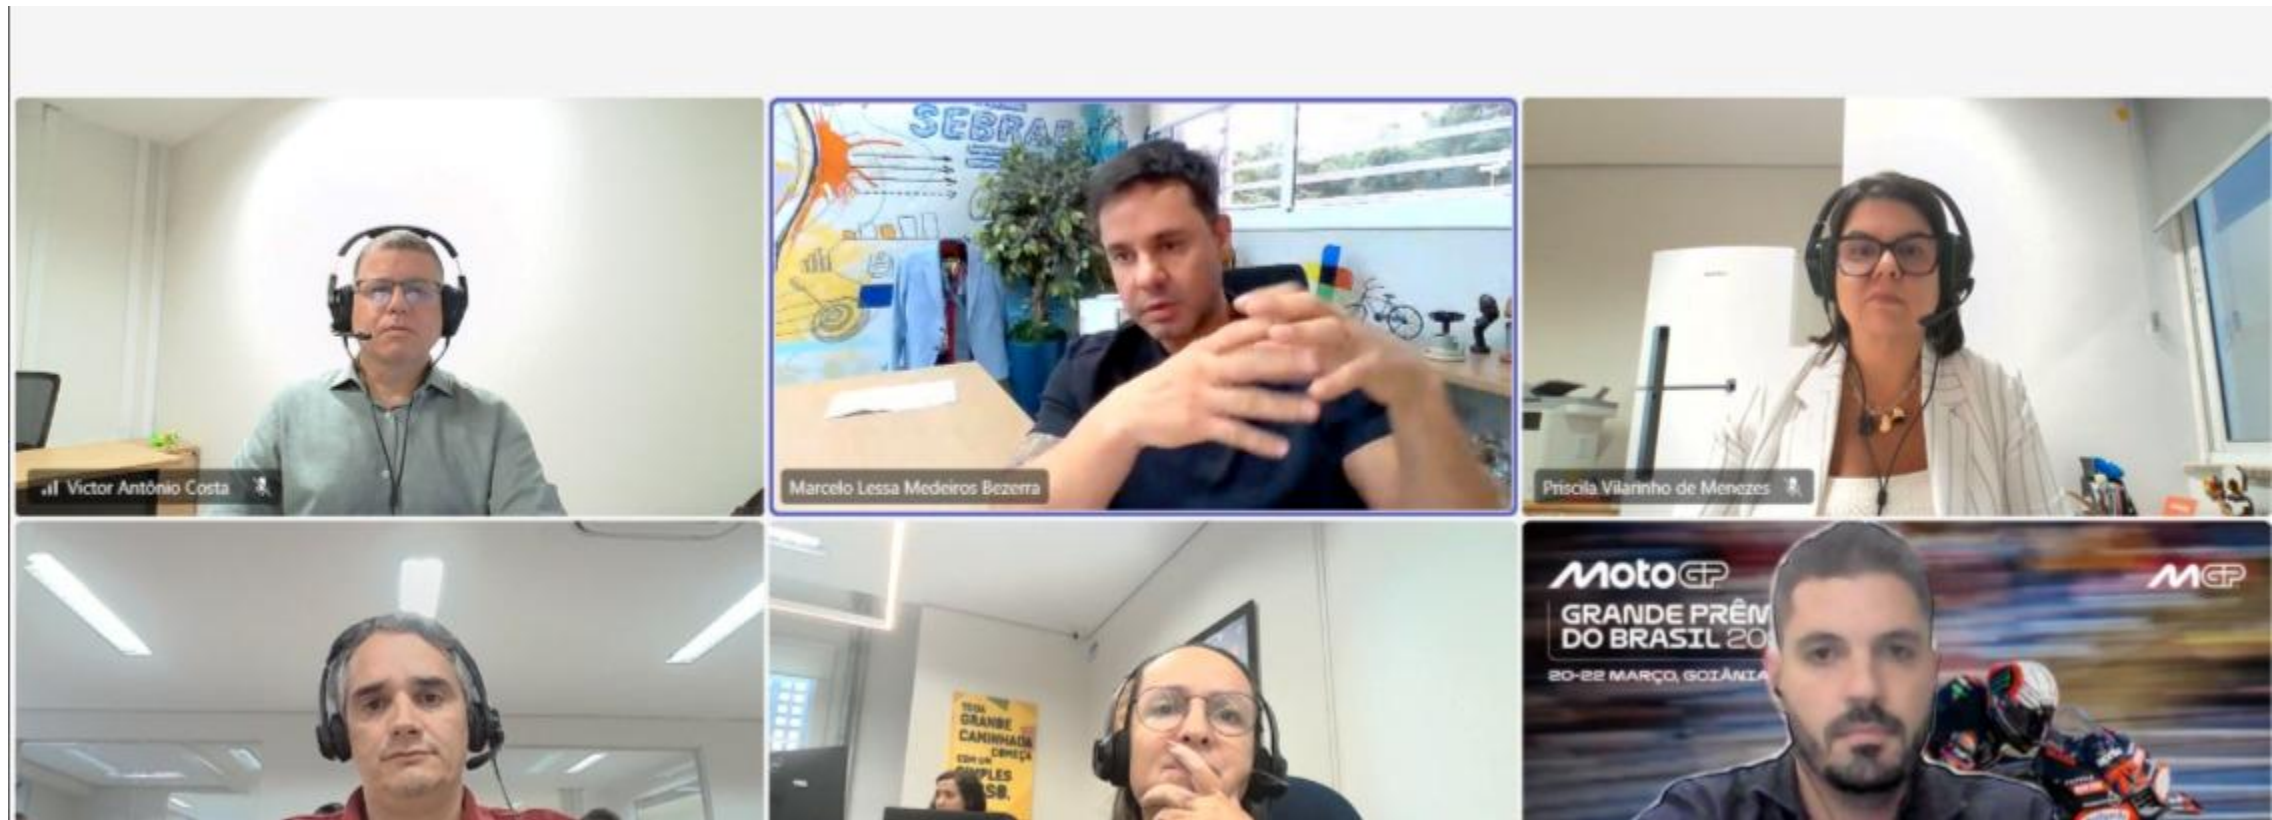 SEBRAE
Victor Antônio Costa
Marcelo Lessa Medeiros Bezerra
Priscila Vilarinho de Menezes
TODA
GRANDE
CAMINHADA
COMEÇA
COM UM
SIMPLES
MotoGP
MGP
GRANDE PRÊM
DO BRASIL 20
20-22 MARÇO, GOIÂNIA